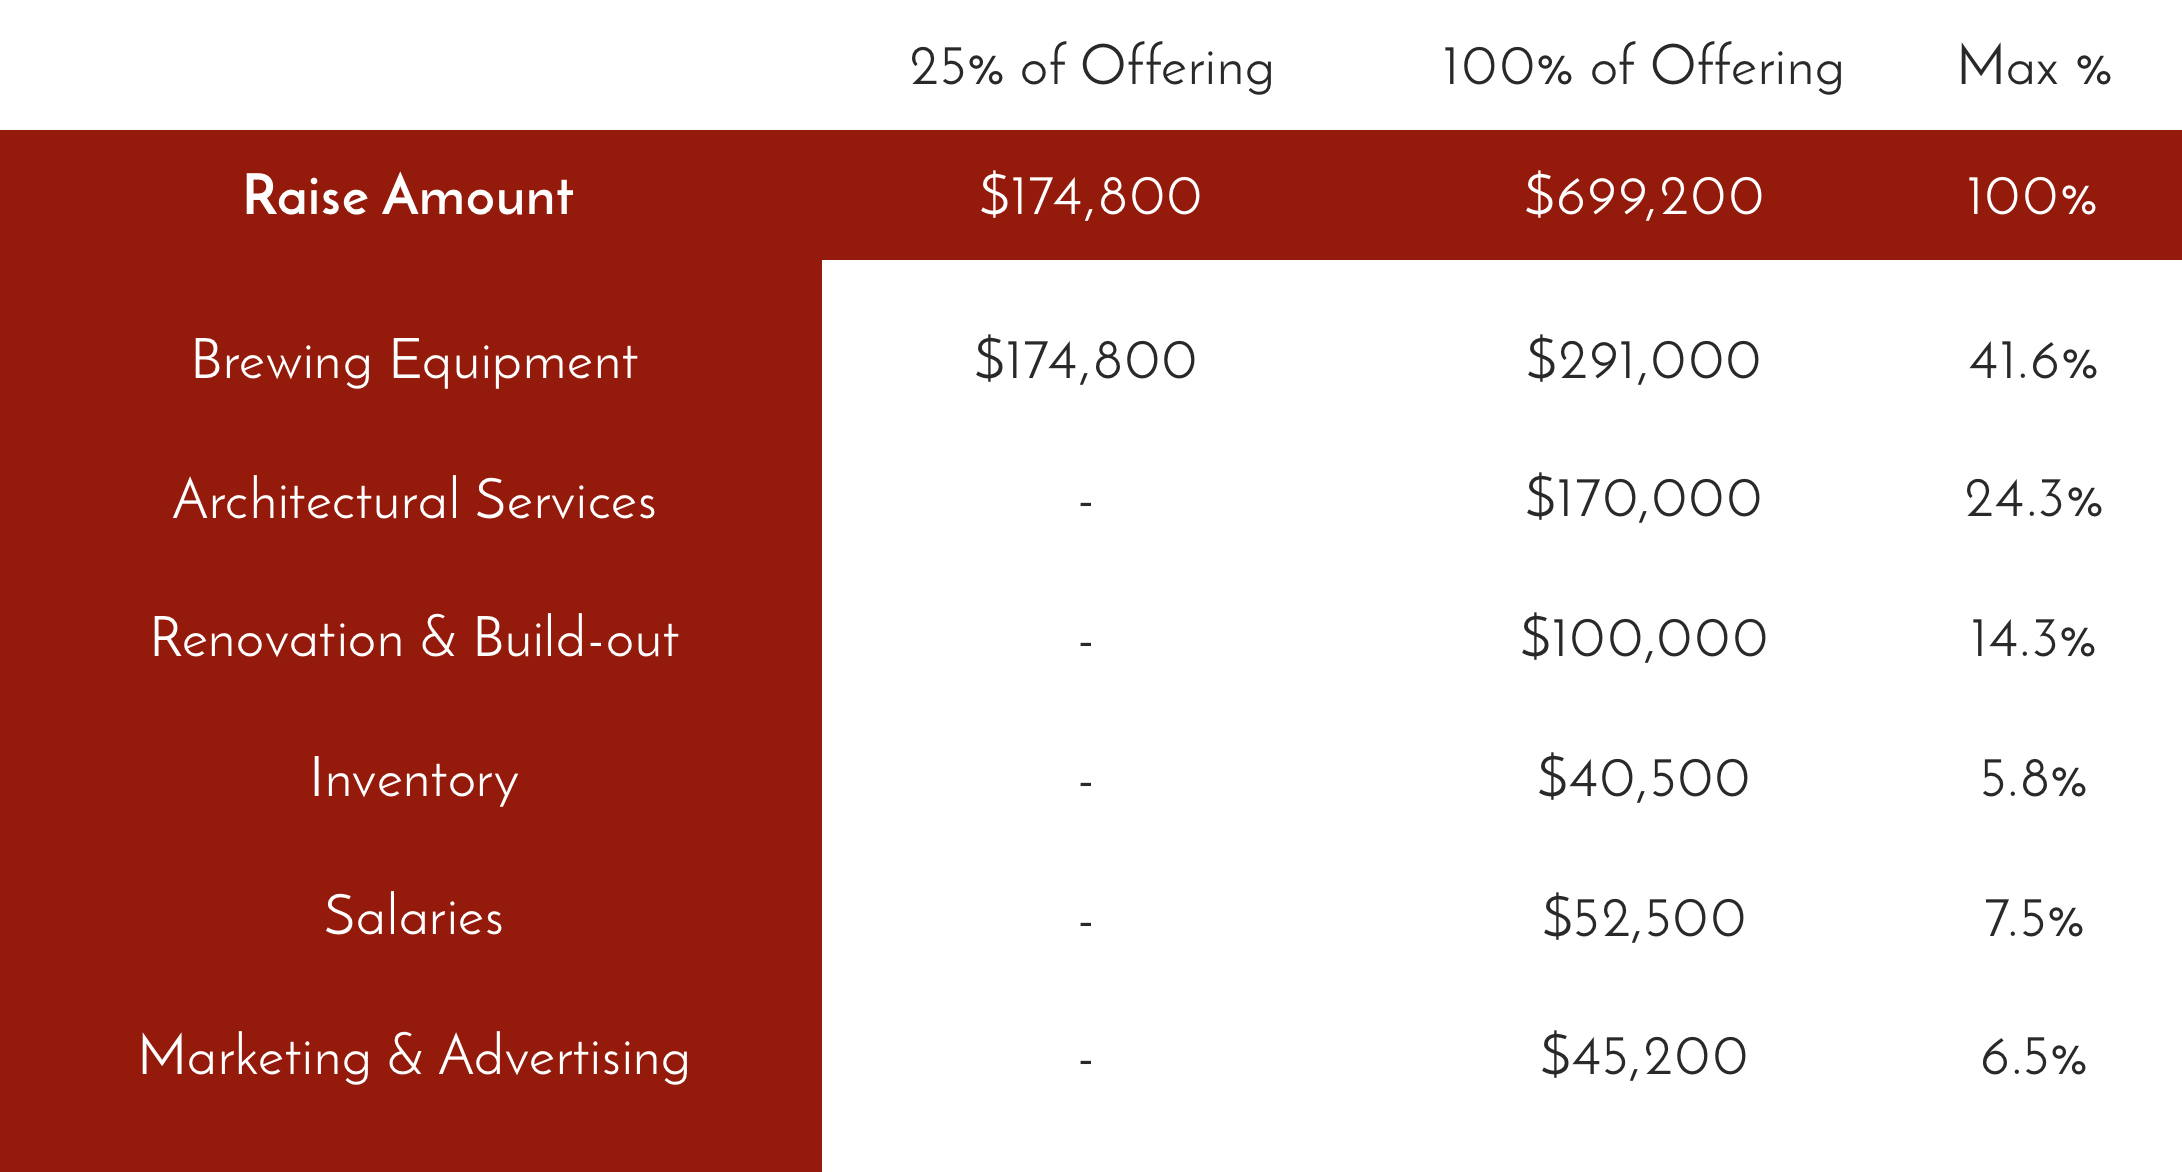 25% of Offering 100% of Offering Max %
Raise Amount $174,800 $699,200 100%
Brewing Equipment $174,800 $291,000 41.6%
Architectural Services - $170,000 24.3%
Renovation & Build-out - $100,000 14.3%
Inventory - $40,500 5.8%
Salaries - $52,500 7.5%
Marketing & Advertising - $45,200 6.5%